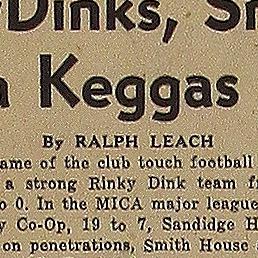 Dinks, S
Keggas
By RALPH LEACH
ame of the club touch football
a strong Rinky Dink team f
o 0. In the MICA major league
y Co-Op, 19 to 7, Sandidge H
on penetrations, Smith House